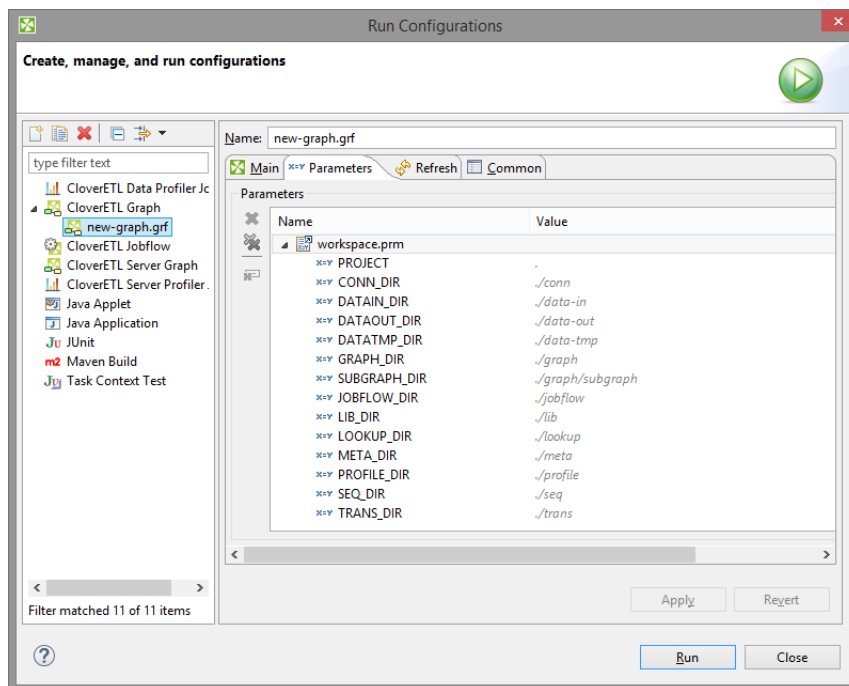 Run Configurations
Create, manage, and run configurations
type filter text
CloverETL Data Profiler Jc
CloverETL Graph
new-graph.grf
CloverETL Jobflow
CloverETL Server Graph
CloverETL Server Profiler.
Java Applet
Java Application
Ju JUnit
m2 Maven Build
Juj Task Context Test
Filter matched 11 of 11 items
Name: new-graph.grf
Main x=y Parameters Refresh Common
Parameters
Name Value
workspace.prm
x=y PROJECT .
x=y CONN_DIR ./conn
x=y DATAIN_DIR ./data-in
x=y DATAOUT_DIR ./data-out
x=y DATATMP_DIR ./data-tmp
x=y GRAPH_DIR ./graph
x=y SUBGRAPH_DIR ./graph/subgraph
x=y JOBFLOW_DIR ./jobflow
x=y LIB_DIR ./lib
x=y LOOKUP_DIR ./lookup
x=y META_DIR ./meta
x=y PROFILE_DIR ./profile
x=y SEQ_DIR ./seq
x=y TRANS_DIR ./trans
Apply Revert
? Run Close